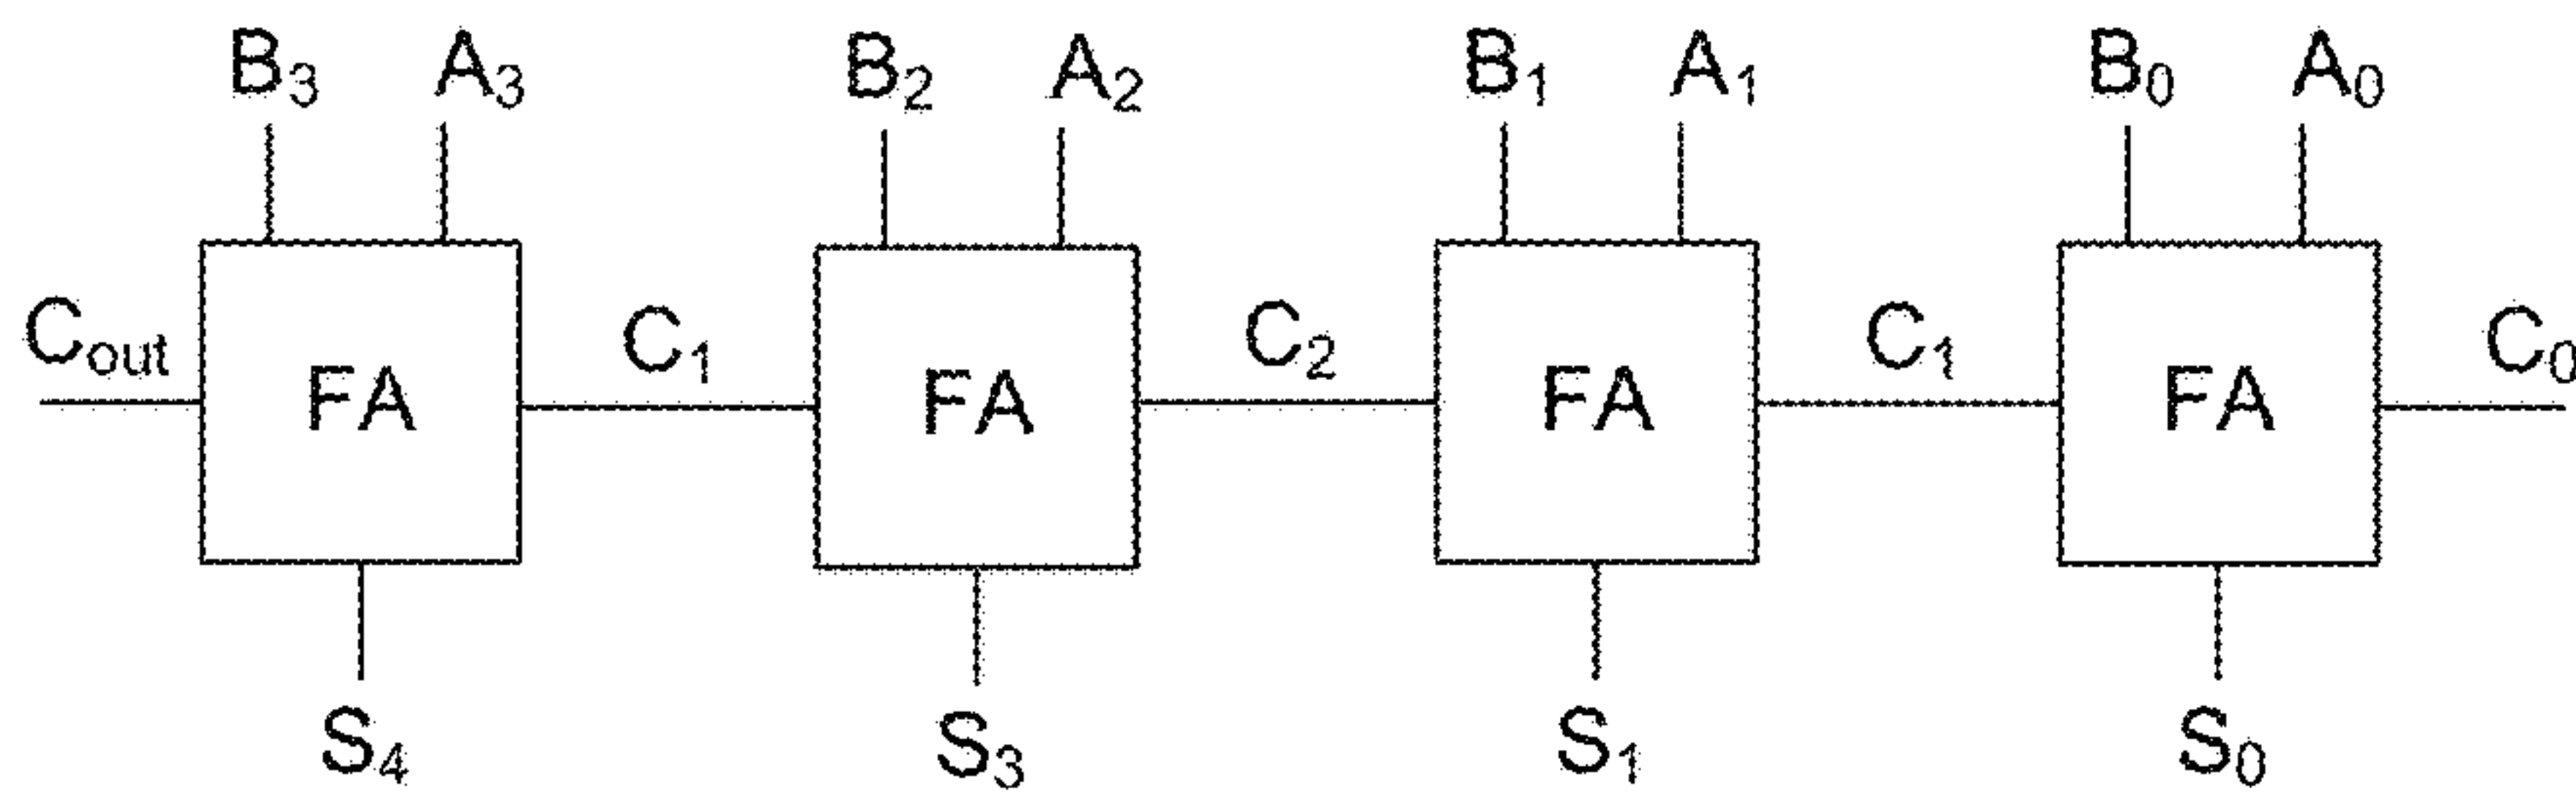 B₃ A₃ B₂ A₂ B₁ A₁ B₀ A₀
C_out C₁ C₂ C₁ C₀
FA FA FA FA
S₄ S₃ S₁ S₀